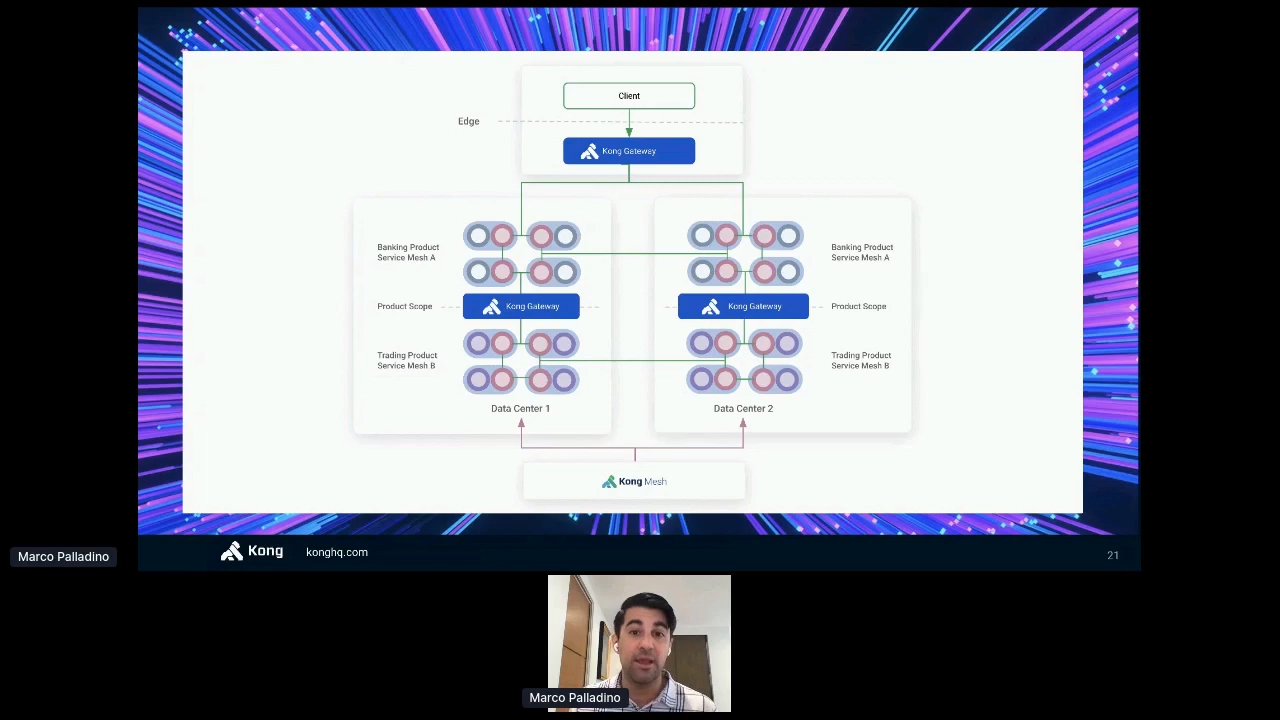 Client
Edge
Kong Gateway
Banking Product
Service Mesh A
Banking Product
Service Mesh A
Product Scope
Kong Gateway
Kong Gateway
Product Scope
Trading Product
Service Mesh B
Trading Product
Service Mesh B
Data Center 1
Data Center 2
Kong Mesh
Kong
konghq.com
21
Marco Palladino
Marco Palladino